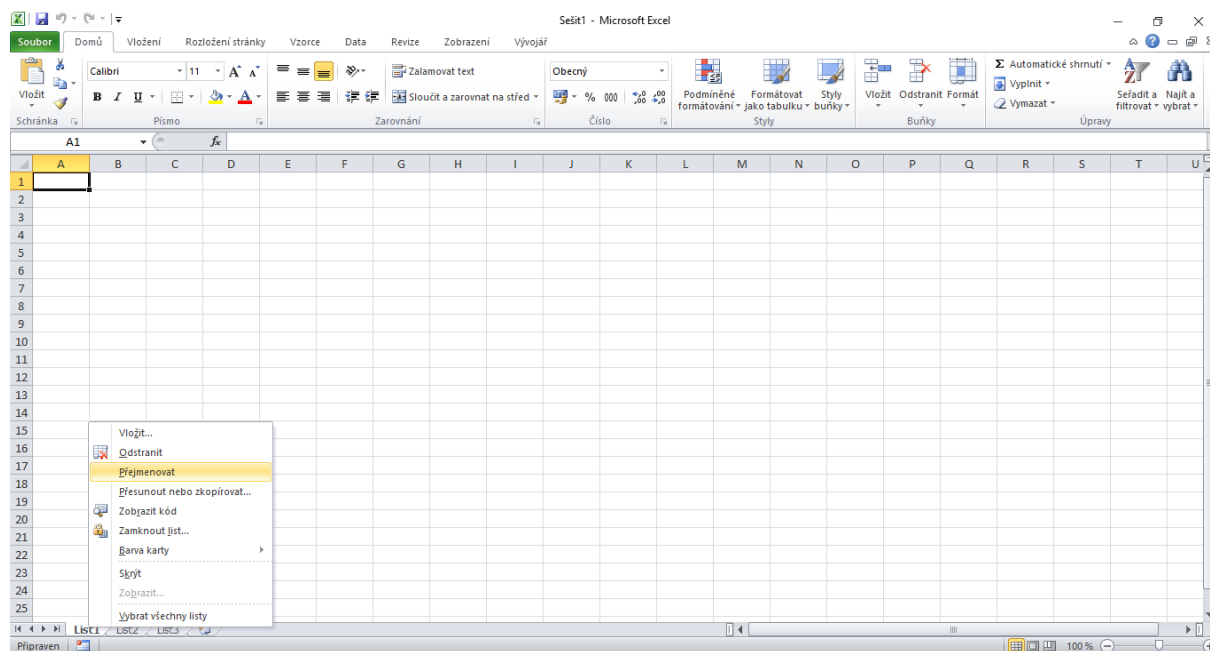 Sešit1 - Microsoft Excel
Soubor Domů Vložení Rozložení stránky Vzorce Data Revize Zobrazení Vývojář
Vložit
Schránka
Calibri 11
B I U
Písmo
Zalamovat text
Sloučit a zarovnat na střed
Zarovnání
Obecný
% 000 ,00 ,00
Číslo
Podmíněné formátování
Formátovat jako tabulku
Styly buňky
Styly
Vložit Odstranit Formát
Buňky
Σ Automatické shrnutí
Vyplnit
Vymazat
Seřadit a filtrovat
Najít a vybrat
Úpravy
A1 fx
A B C D E F G H I J K L M N O P Q R S T U
1
2
3
4
5
6
7
8
9
10
11
12
13
14
15
16
17
18
19
20
21
22
23
24
25
Vložit...
Odstranit
Přejmenovat
Přesunout nebo zkopírovat...
Zobrazit kód
Zamknout list...
Barva karty
Skrýt
Zobrazit...
Vybrat všechny listy
List1 List2 List3
Připraven 100 %